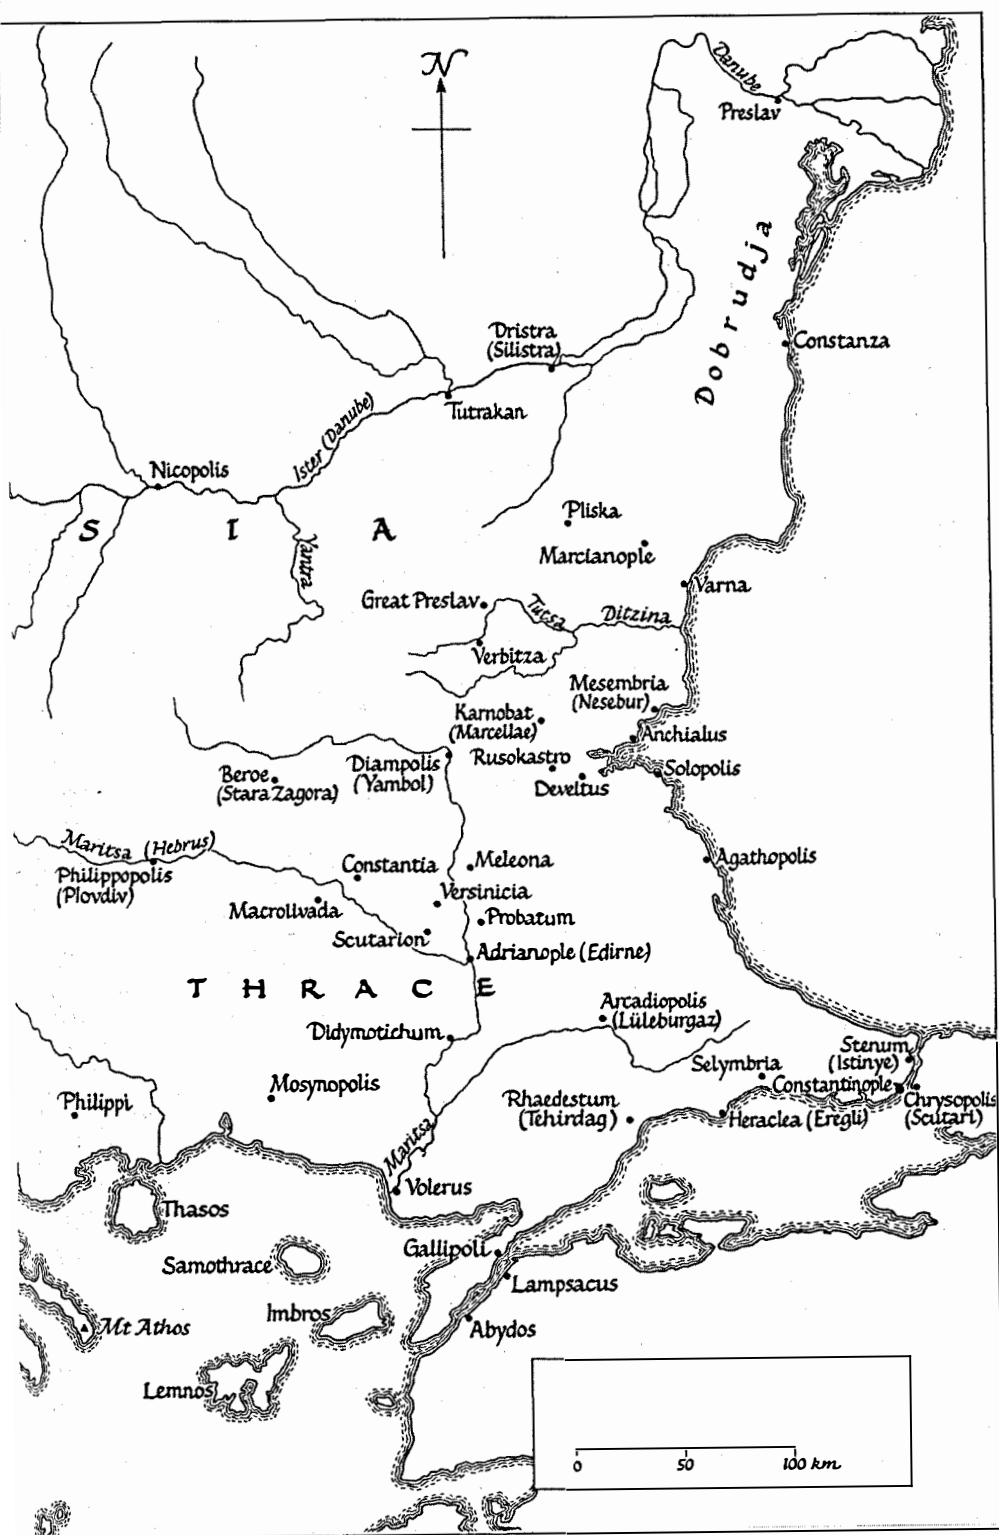 N
Danube
Preslav
Dobrudja
Constanza
Dristra
(Silistra)
Tutrakan
Ister (Danube)
Nicopolis
S I A
Yantra
Pliska
Marcianople
Varna
Great Preslav
Tutsa
Ditzina
Verbitza
Mesembria
(Nesebur)
Karnobat
(Marcellae)
Anchialus
Rusokastro
Solopolis
Develtus
Diampolis
(Yambol)
Beroe
(Stara Zagora)
Maritsa (Hebrus)
Philippopolis
(Plovdiv)
Constantia
Meleona
Agathopolis
Versinicia
Macrolivada
Probatum
Scutarion
Adrianople (Edirne)
T H R A C E
Arcadiopolis
(Lüleburgaz)
Didymotichum
Stenum
(Istinye)
Selymbria
Constantinople
Chrysopolis
(Scutari)
Mosynopolis
Philippi
Rhaedestum
(Tehirdag)
Heraclea (Eregli)
Maritsa
Volerus
Thasos
Gallipoli
Samothrace
Lampsacus
Imbros
Abydos
Mt Athos
Lemnos
0 50 100 km